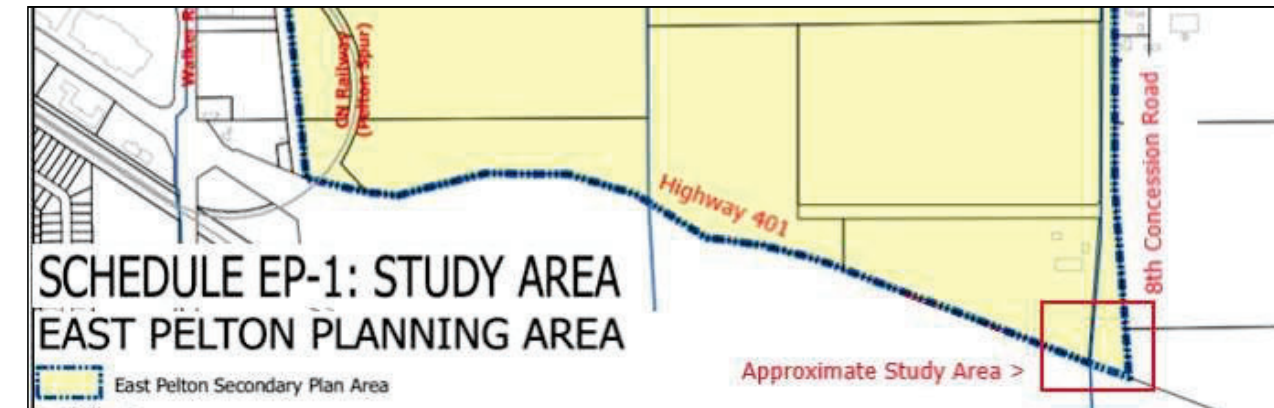 Walker R
CN Railway
(Pelton Spur)
Highway 401
8th Concession Road
SCHEDULE EP-1: STUDY AREA
EAST PELTON PLANNING AREA
East Pelton Secondary Plan Area
Approximate Study Area >